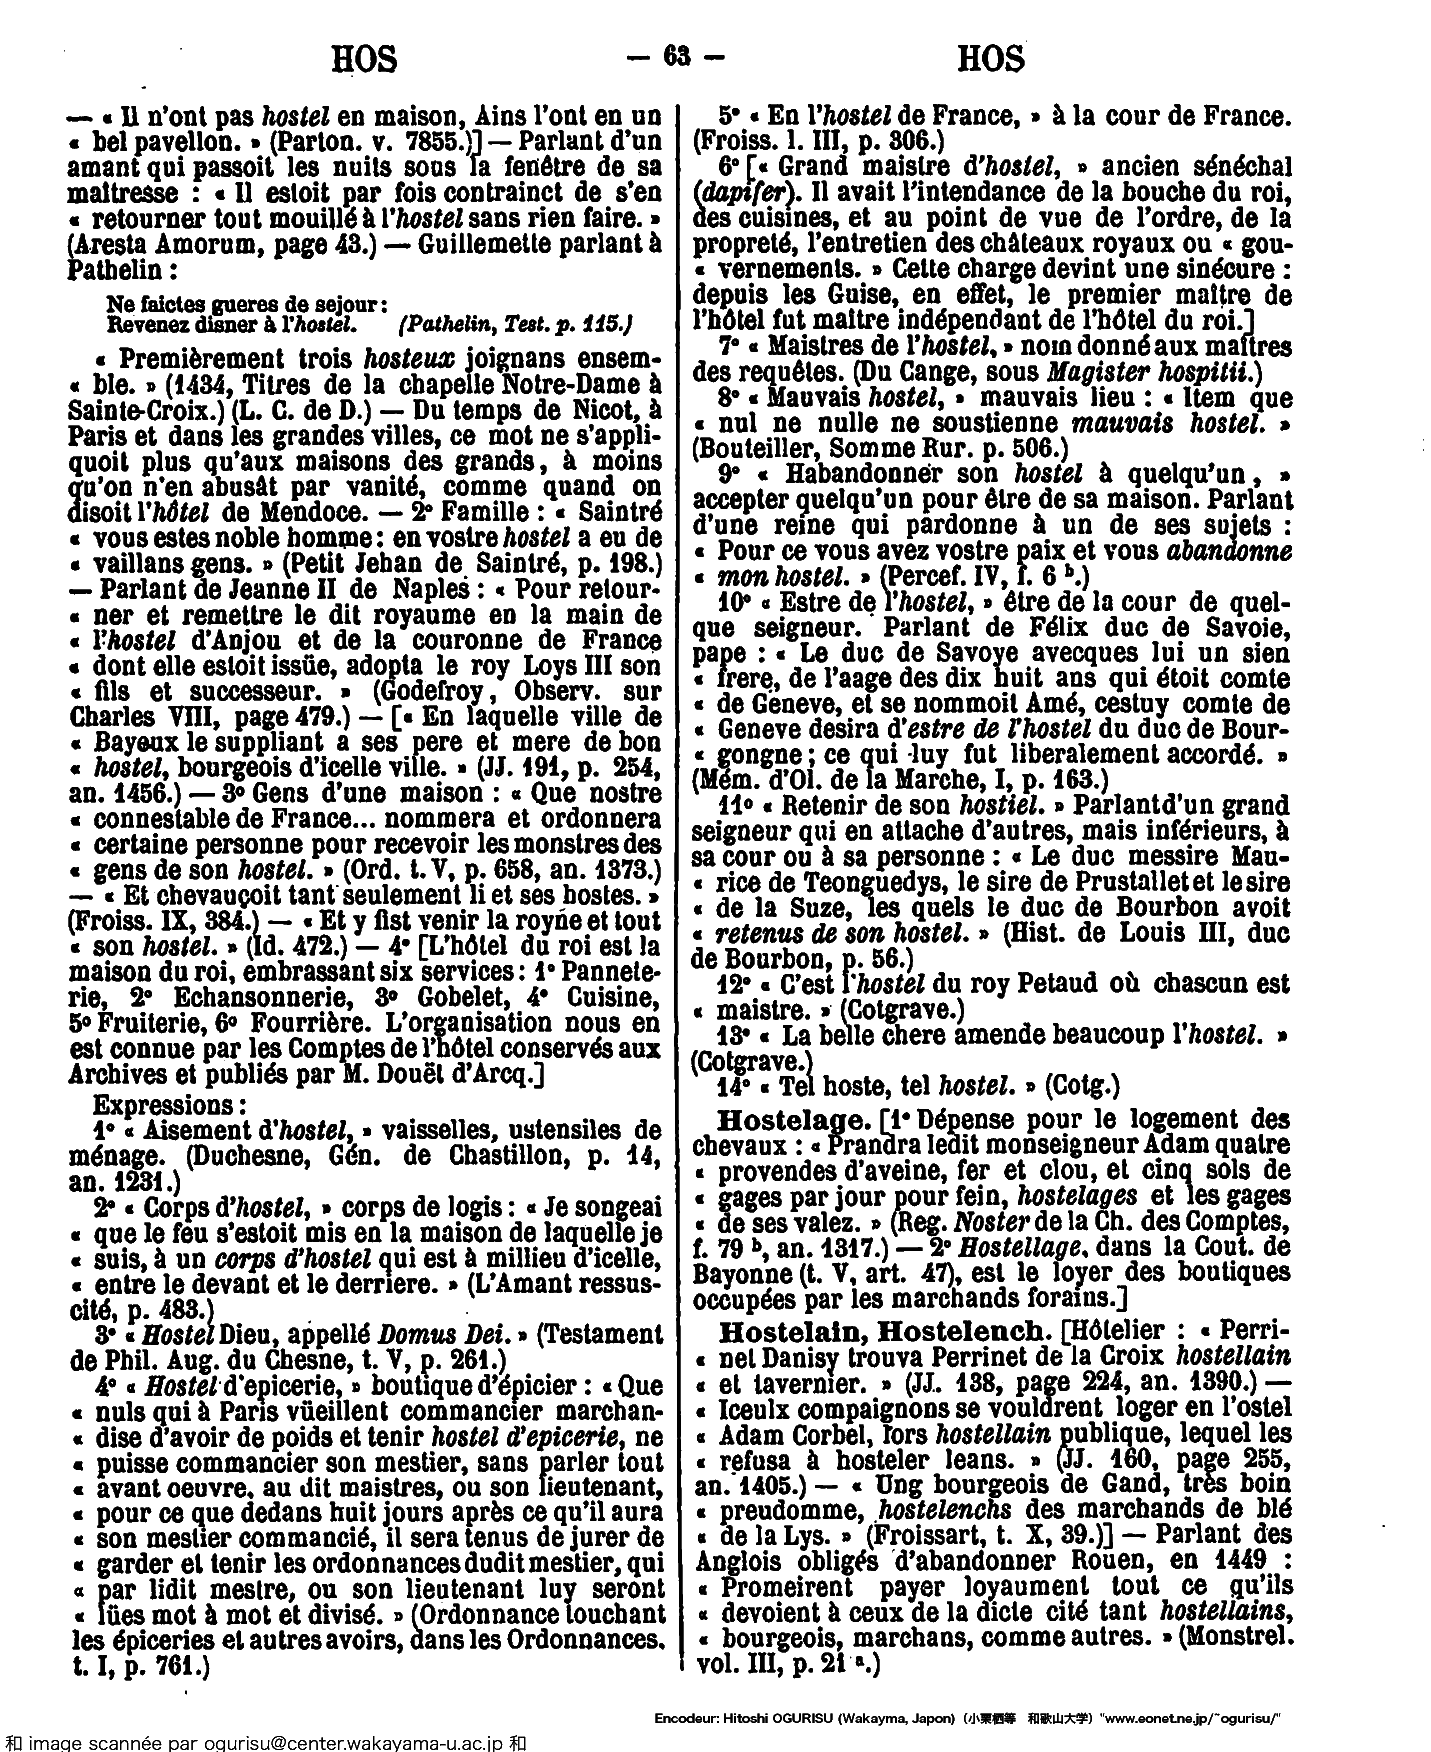 HOS — 63 — HOS
— « Il n'ont pas hostel en maison, Ains l'ont en un
« bel pavellon. » (Parton. v. 7855.)] — Parlant d'un
amant qui passoit les nuits sous la fenêtre de sa
maîtresse : « Il estoit par fois contrainct de s'en
« retourner tout mouillé à l'hostel sans rien faire. »
(Aresta Amorum, page 43.) — Guillemette parlant à
Pathelin :
Ne faictes gueres de sejour :
Revenez disner à l'hostel. (Pathelin, Test. p. 115.)
« Premièrement trois hosteux joignans ensem-
« ble. » (1434, Titres de la chapelle Notre-Dame à
Sainte-Croix.) (L. C. de D.) — Du temps de Nicot, à
Paris et dans les grandes villes, ce mot ne s'appli-
quoit plus qu'aux maisons des grands, à moins
qu'on n'en abusât par vanité, comme quand on
disoit l'hôtel de Mendoce. — 2° Famille : « Saintré
« vous estes noble homme : en vostre hostel a eu de
« vaillans gens. » (Petit Jehan de Saintré, p. 198.)
— Parlant de Jeanne II de Naples : « Pour retour-
« ner et remettre le dit royaume en la main de
« l'hostel d'Anjou et de la couronne de France
« dont elle estoit issüe, adopta le roy Loys III son
« fils et successeur. » (Godefroy, Observ. sur
Charles VIII, page 479.) — [« En laquelle ville de
« Bayeux le suppliant a ses pere et mere de bon
« hostel, bourgeois d'icelle ville. » (JJ. 191, p. 254,
an. 1456.) — 3° Gens d'une maison : « Que nostre
« connestable de France... nommera et ordonnera
« certaine personne pour recevoir les monstres des
« gens de son hostel. » (Ord. t. V, p. 658, an. 1373.)
— « Et chevauçoit tant seulement li et ses hostes. »
(Froiss. IX, 384.) — « Et y fist venir la royne et tout
« son hostel. » (Id. 472.) — 4° [L'hôtel du roi est la
maison du roi, embrassant six services : 1° Pannete-
rie, 2° Echansonnerie, 3° Gobelet, 4° Cuisine,
5° Fruiterie, 6° Fourrière. L'organisation nous en
est connue par les Comptes de l'hôtel conservés aux
Archives et publiés par M. Douët d'Arcq.]
Expressions :
1° « Aisement d'hostel, » vaisselles, ustensiles de
ménage. (Duchesne, Gén. de Chastillon, p. 14,
an. 1231.)
2° « Corps d'hostel, » corps de logis : « Je songeai
« que le feu s'estoit mis en la maison de laquelle je
« suis, à un corps d'hostel qui est à millieu d'icelle,
« entre le devant et le derriere. » (L'Amant ressus-
cité, p. 483.)
3° « Hostel Dieu, appellé Domus Dei. » (Testament
de Phil. Aug. du Chesne, t. V, p. 261.)
4° « Hostel d'epicerie, » boutique d'épicier : « Que
« nuls qui à Paris vüeillent commancier marchan-
« dise d'avoir de poids et tenir hostel d'epicerie, ne
« puisse commancier son mestier, sans parler tout
« avant oeuvre, au dit maistres, ou son lieutenant,
« pour ce que dedans huit jours après ce qu'il aura
« son mestier commancié, il sera tenus de jurer de
« garder et tenir les ordonnances dudit mestier, qui
« par lidit mestre, ou son lieutenant luy seront
« lües mot à mot et divisé. » (Ordonnance touchant
les épiceries et autres avoirs, dans les Ordonnances.
t. I, p. 761.)
5° « En l'hostel de France, » à la cour de France.
(Froiss. l. III, p. 306.)
6° [« Grand maistre d'hostel, » ancien sénéchal
(dapifer). Il avait l'intendance de la bouche du roi,
des cuisines, et au point de vue de l'ordre, de la
propreté, l'entretien des châteaux royaux ou « gou-
« vernements. » Cette charge devint une sinécure :
depuis les Guise, en effet, le premier maître de
l'hôtel fut maître indépendant de l'hôtel du roi.]
7° « Maistres de l'hostel, » nom donné aux maîtres
des requêtes. (Du Cange, sous Magister hospitii.)
8° « Mauvais hostel, » mauvais lieu : « Item que
« nul ne nulle ne soustienne mauvais hostel. »
(Bouteiller, Somme Rur. p. 506.)
9° « Habandonner son hostel à quelqu'un, »
accepter quelqu'un pour être de sa maison. Parlant
d'une reine qui pardonne à un de ses sujets :
« Pour ce vous avez vostre paix et vous abandonne
« mon hostel. » (Percef. IV, f. 6 b.)
10° « Estre de l'hostel, » être de la cour de quel-
que seigneur. Parlant de Félix duc de Savoie,
pape : « Le duc de Savoye avecques lui un sien
« frere, de l'aage des dix huit ans qui étoit comte
« de Geneve, et se nommoit Amé, cestuy comte de
« Geneve desira d'estre de l'hostel du duc de Bour-
« gongne ; ce qui luy fut liberalement accordé. »
(Mém. d'Ol. de la Marche, I, p. 163.)
11° « Retenir de son hostiel. » Parlant d'un grand
seigneur qui en attache d'autres, mais inférieurs, à
sa cour ou à sa personne : « Le duc messire Mau-
« rice de Teonguedys, le sire de Prustallet et le sire
« de la Suze, les quels le duc de Bourbon avoit
« retenus de son hostel. » (Hist. de Louis III, duc
de Bourbon, p. 56.)
12° « C'est l'hostel du roy Petaud où chascun est
« maistre. » (Cotgrave.)
13° « La belle chere amende beaucoup l'hostel. »
(Cotgrave.)
14° « Tel hoste, tel hostel. » (Cotg.)
Hostelage. [1° Dépense pour le logement des
chevaux : « Prandra ledit monseigneur Adam quatre
« provendes d'aveine, fer et clou, et cinq sols de
« gages par jour pour fein, hostelages et les gages
« de ses valez. » (Reg. Noster de la Ch. des Comptes,
f. 79 b, an. 1317.) — 2° Hostellage, dans la Cout. de
Bayonne (t. V, art. 47), est le loyer des boutiques
occupées par les marchands forains.]
Hostelain, Hostelench. [Hôtelier : « Perri-
« net Danisy trouva Perrinet de la Croix hostellain
« et tavernier. » (JJ. 138, page 224, an. 1390.) —
« Iceulx compaignons se vouldrent loger en l'ostel
« Adam Corbel, lors hostellain publique, lequel les
« refusa à hosteler leans. » (JJ. 160, page 255,
an. 1405.) — « Ung bourgeois de Gand, très boin
« preudomme, hostelenchs des marchands de blé
« de la Lys. » (Froissart, t. X, 39.)] — Parlant des
Anglois obligés d'abandonner Rouen, en 1449 :
« Promeirent payer loyaument tout ce qu'ils
« devoient à ceux de la dicte cité tant hostellains,
« bourgeois, marchans, comme autres. » (Monstrel.
vol. III, p. 21 a.)
Encodeur: Hitoshi OGURISU (Wakayma, Japon) (小栗栖等 和歌山大学) "www.eonet.ne.jp/~ogurisu/"
和 image scannée par ogurisu@center.wakayama-u.ac.jp 和